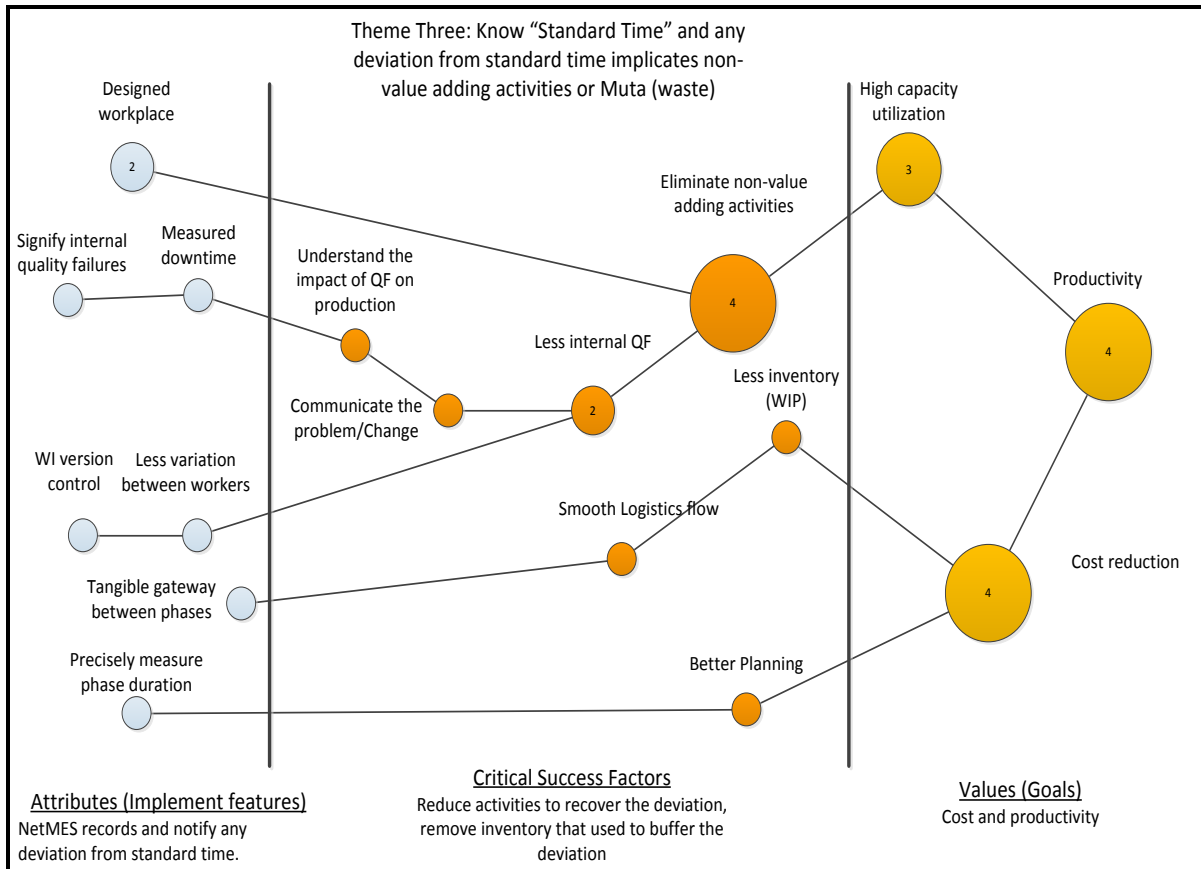 Theme Three: Know “Standard Time” and any
deviation from standard time implicates non-
value adding activities or Muta (waste)
Designed
workplace
2
High capacity
utilization
3
Eliminate non-value
adding activities
4
Signify internal
quality failures
Measured
downtime
Understand the
impact of QF on
production
Productivity
4
Less internal QF
2
Less inventory
(WIP)
Communicate the
problem/Change
WI version
control
Less variation
between workers
Smooth Logistics flow
Cost reduction
4
Tangible gateway
between phases
Precisely measure
phase duration
Better Planning
Attributes (Implement features)
NetMES records and notify any
deviation from standard time.
Critical Success Factors
Reduce activities to recover the deviation,
remove inventory that used to buffer the
deviation
Values (Goals)
Cost and productivity